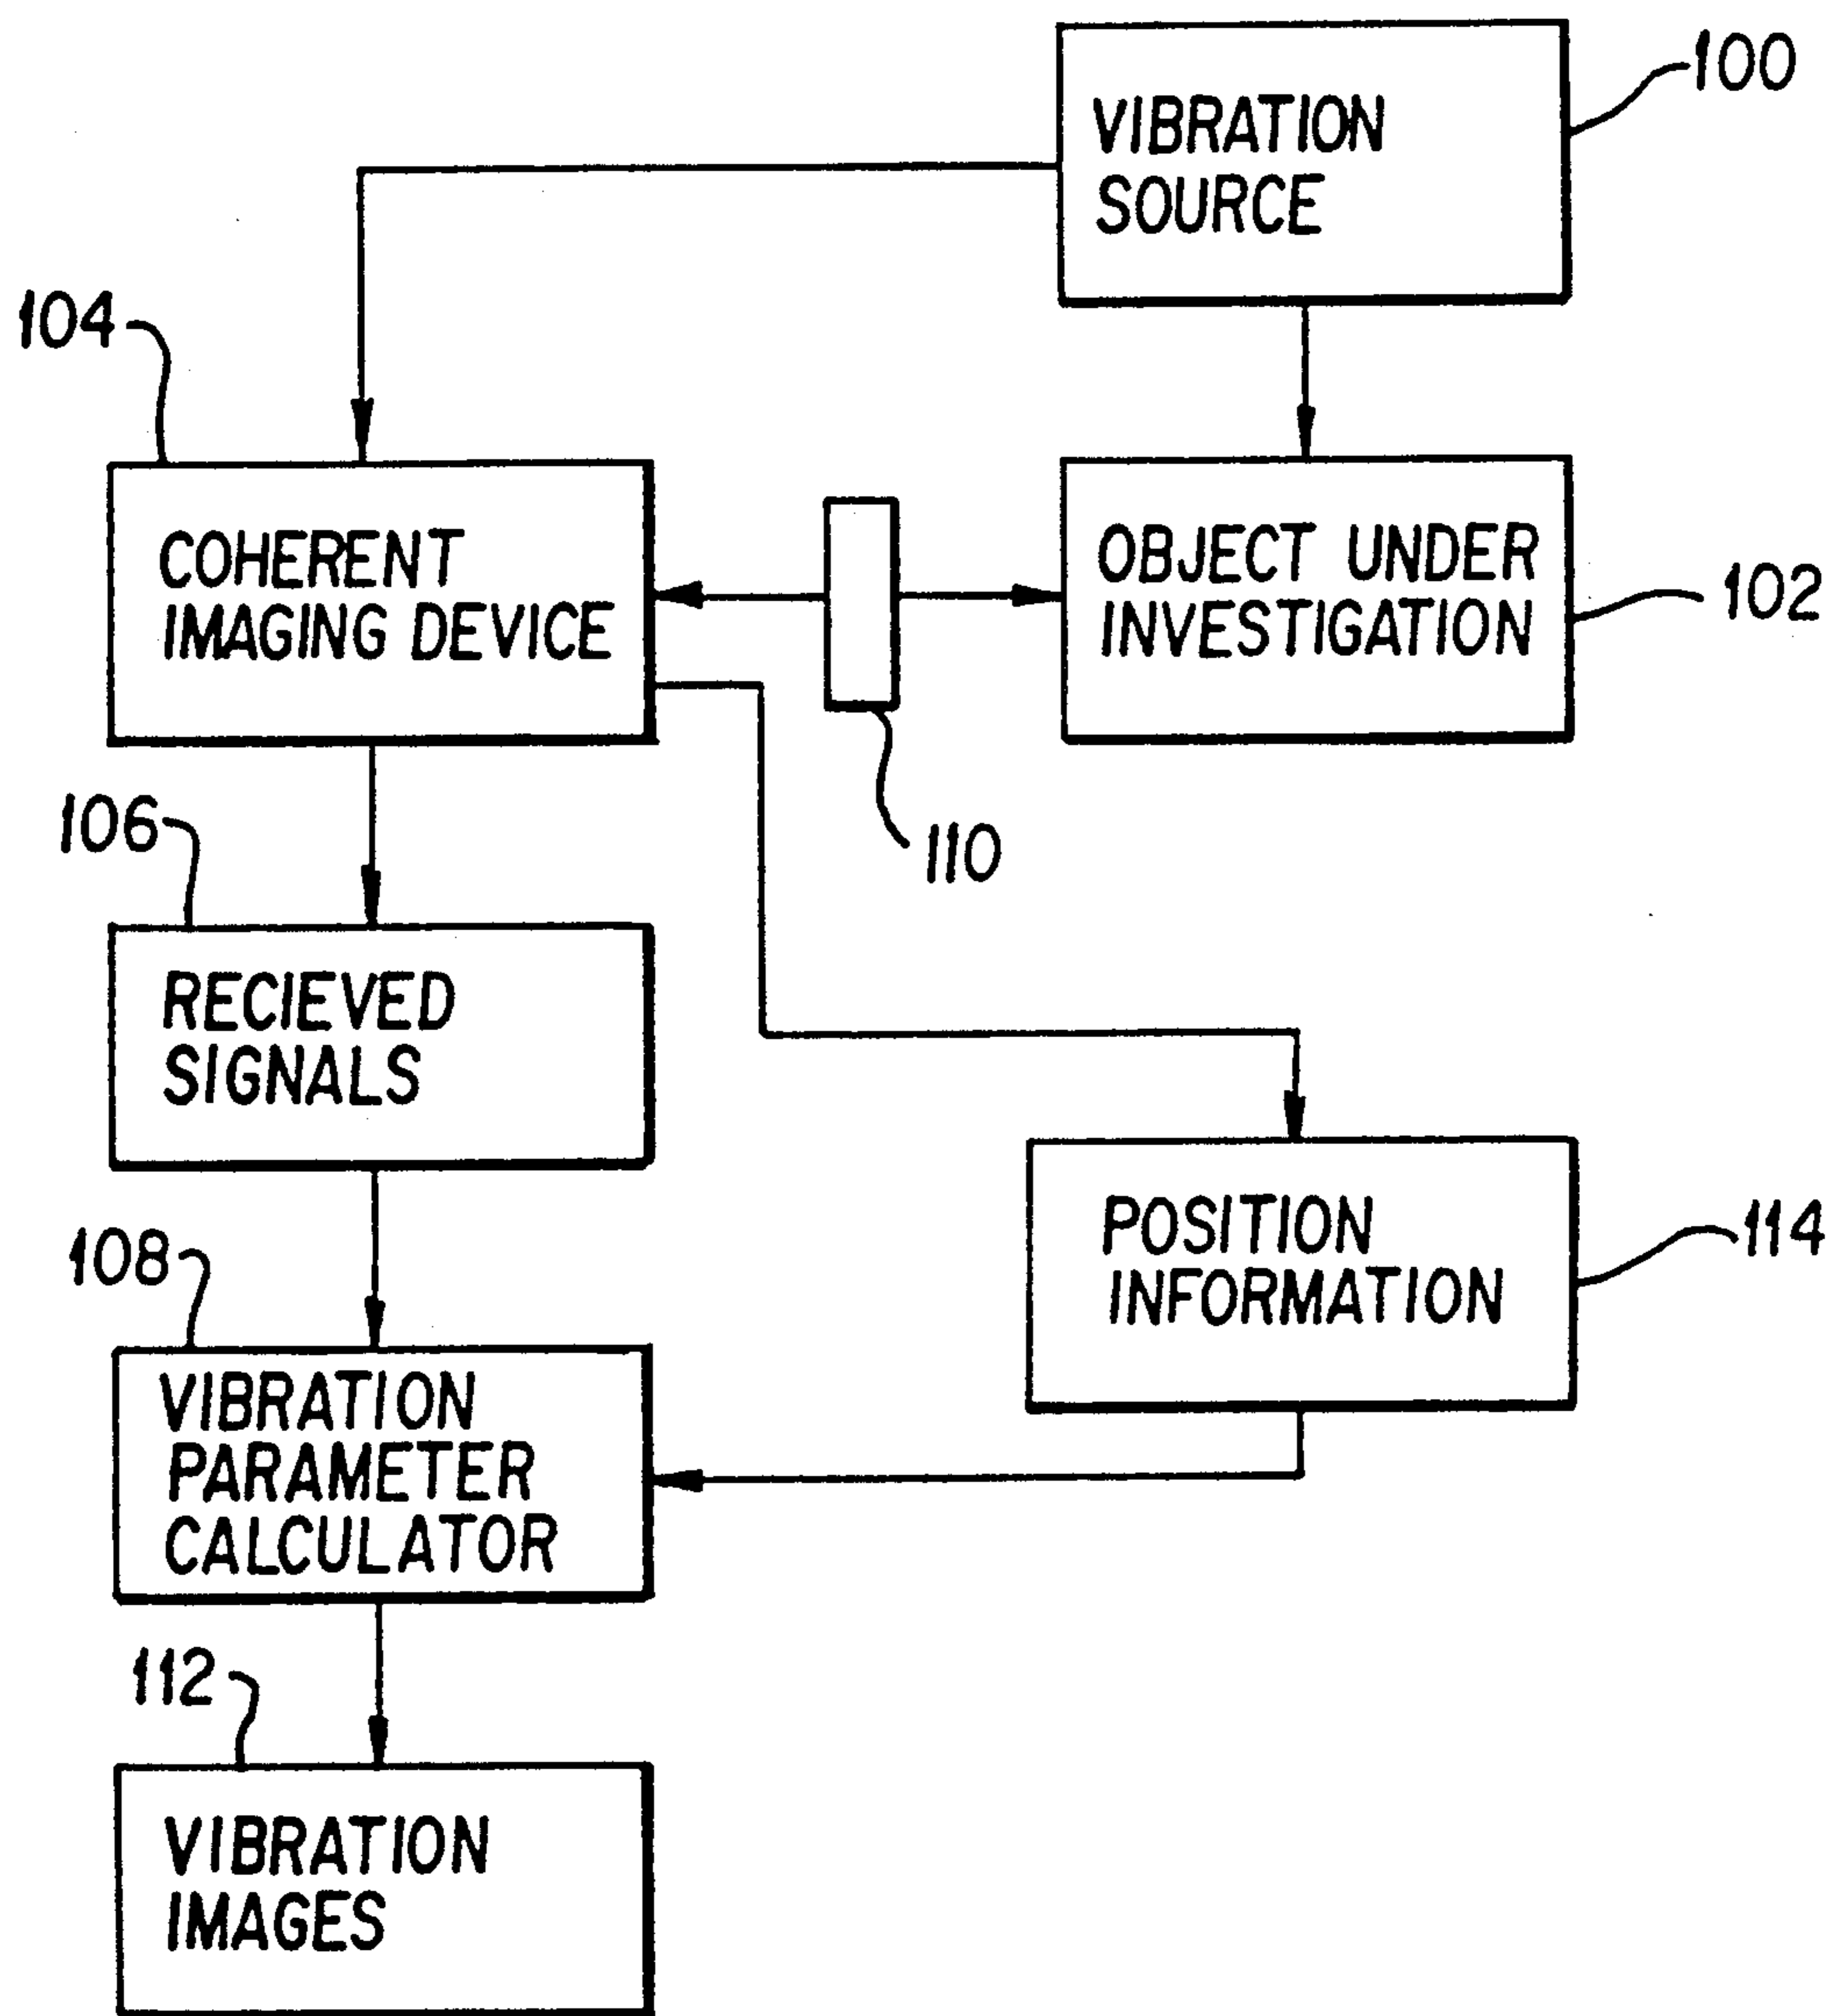 100
VIBRATION
SOURCE
104
COHERENT
IMAGING DEVICE
OBJECT UNDER
INVESTIGATION
102
110
106
RECIEVED
SIGNALS
108
POSITION
INFORMATION
114
VIBRATION
PARAMETER
CALCULATOR
112
VIBRATION
IMAGES